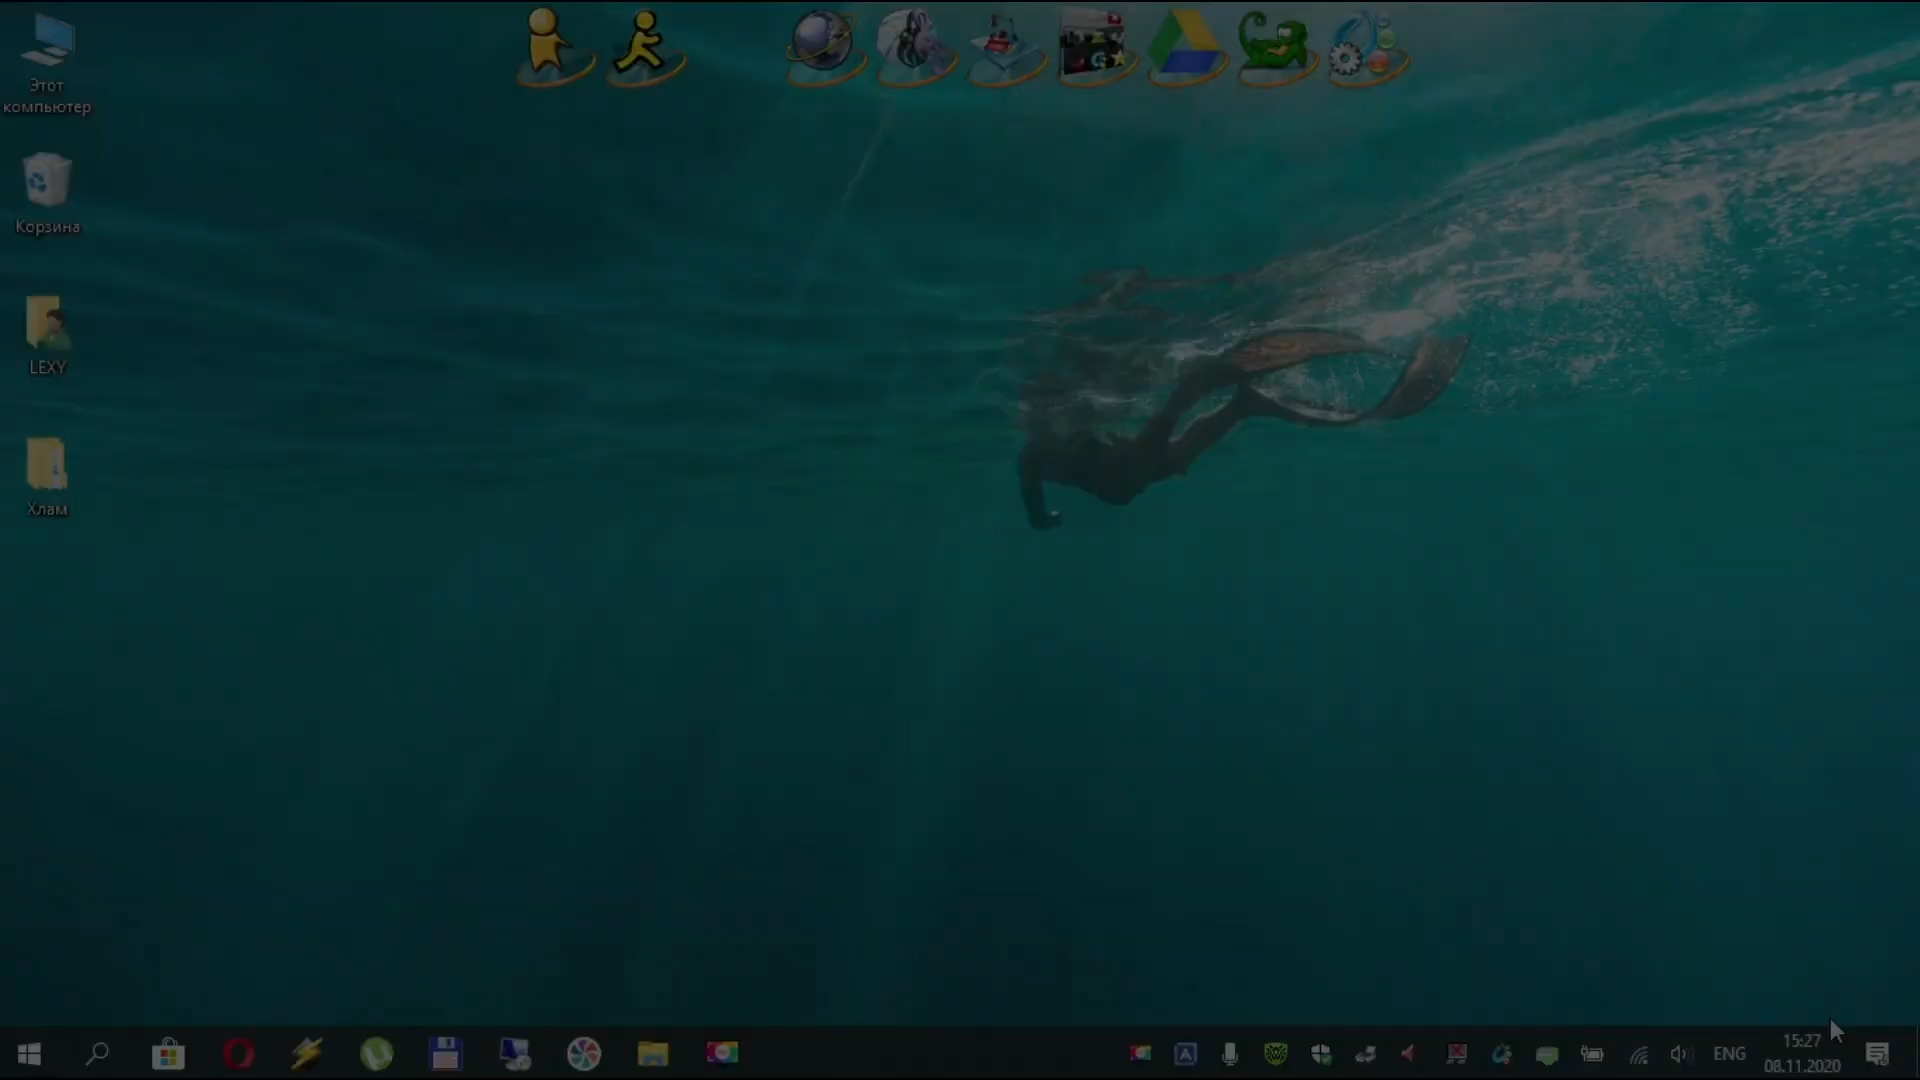 Этот
компьютер
Корзина
LEXY
Хлам
ENG
15:27
08.11.2020